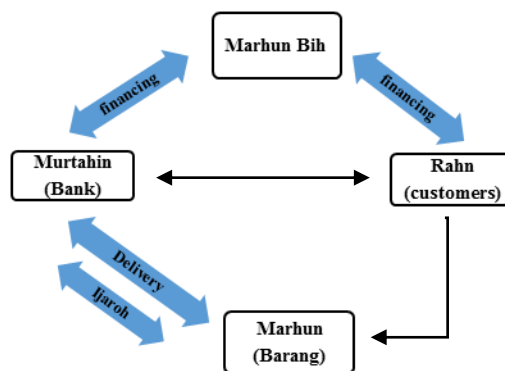 Marhun Bih
financing
financing
Murtahin
(Bank)
Rahn
(customers)
Delivery
Ijaroh
Marhun
(Barang)